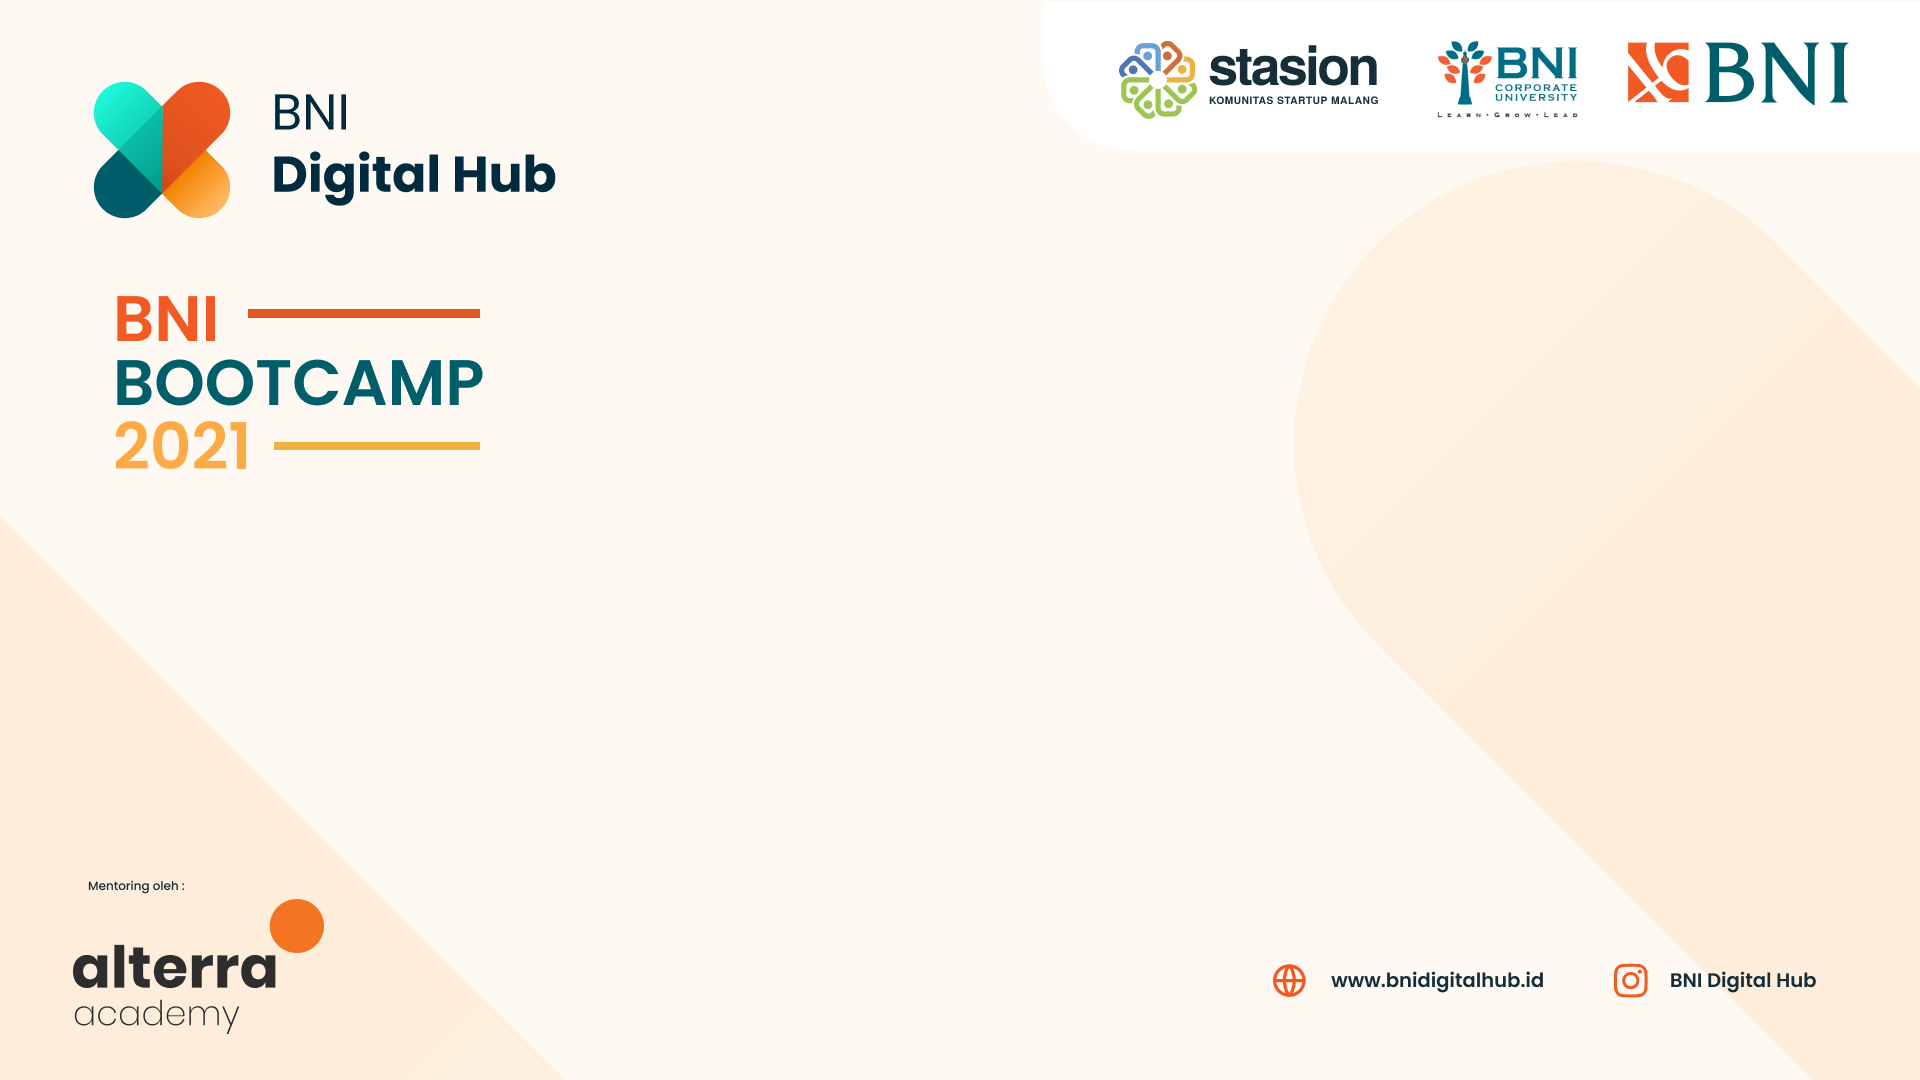 BNI
Digital Hub
stasion
KOMUNITAS STARTUP MALANG
BNI
CORPORATE
UNIVERSITY
LEARN·GROW·LEAD
BNI
BNI
BOOTCAMP
2021
Mentoring oleh :
alterra
academy
www.bnidigitalhub.id
BNI Digital Hub